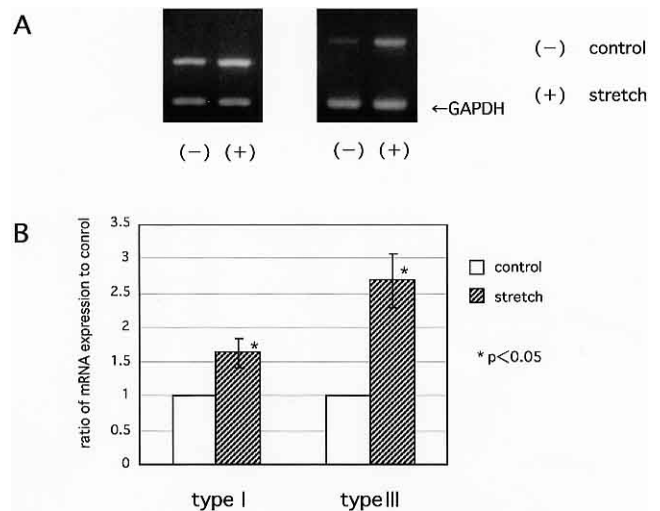 A
(−) control
(+) stretch
←GAPDH
(−) (+)
(−) (+)
B
ratio of mRNA expression to conrol
3.5
3
2.5
2
1.5
1
0.5
0
*
*
control
stretch
* p<0.05
type I
type III